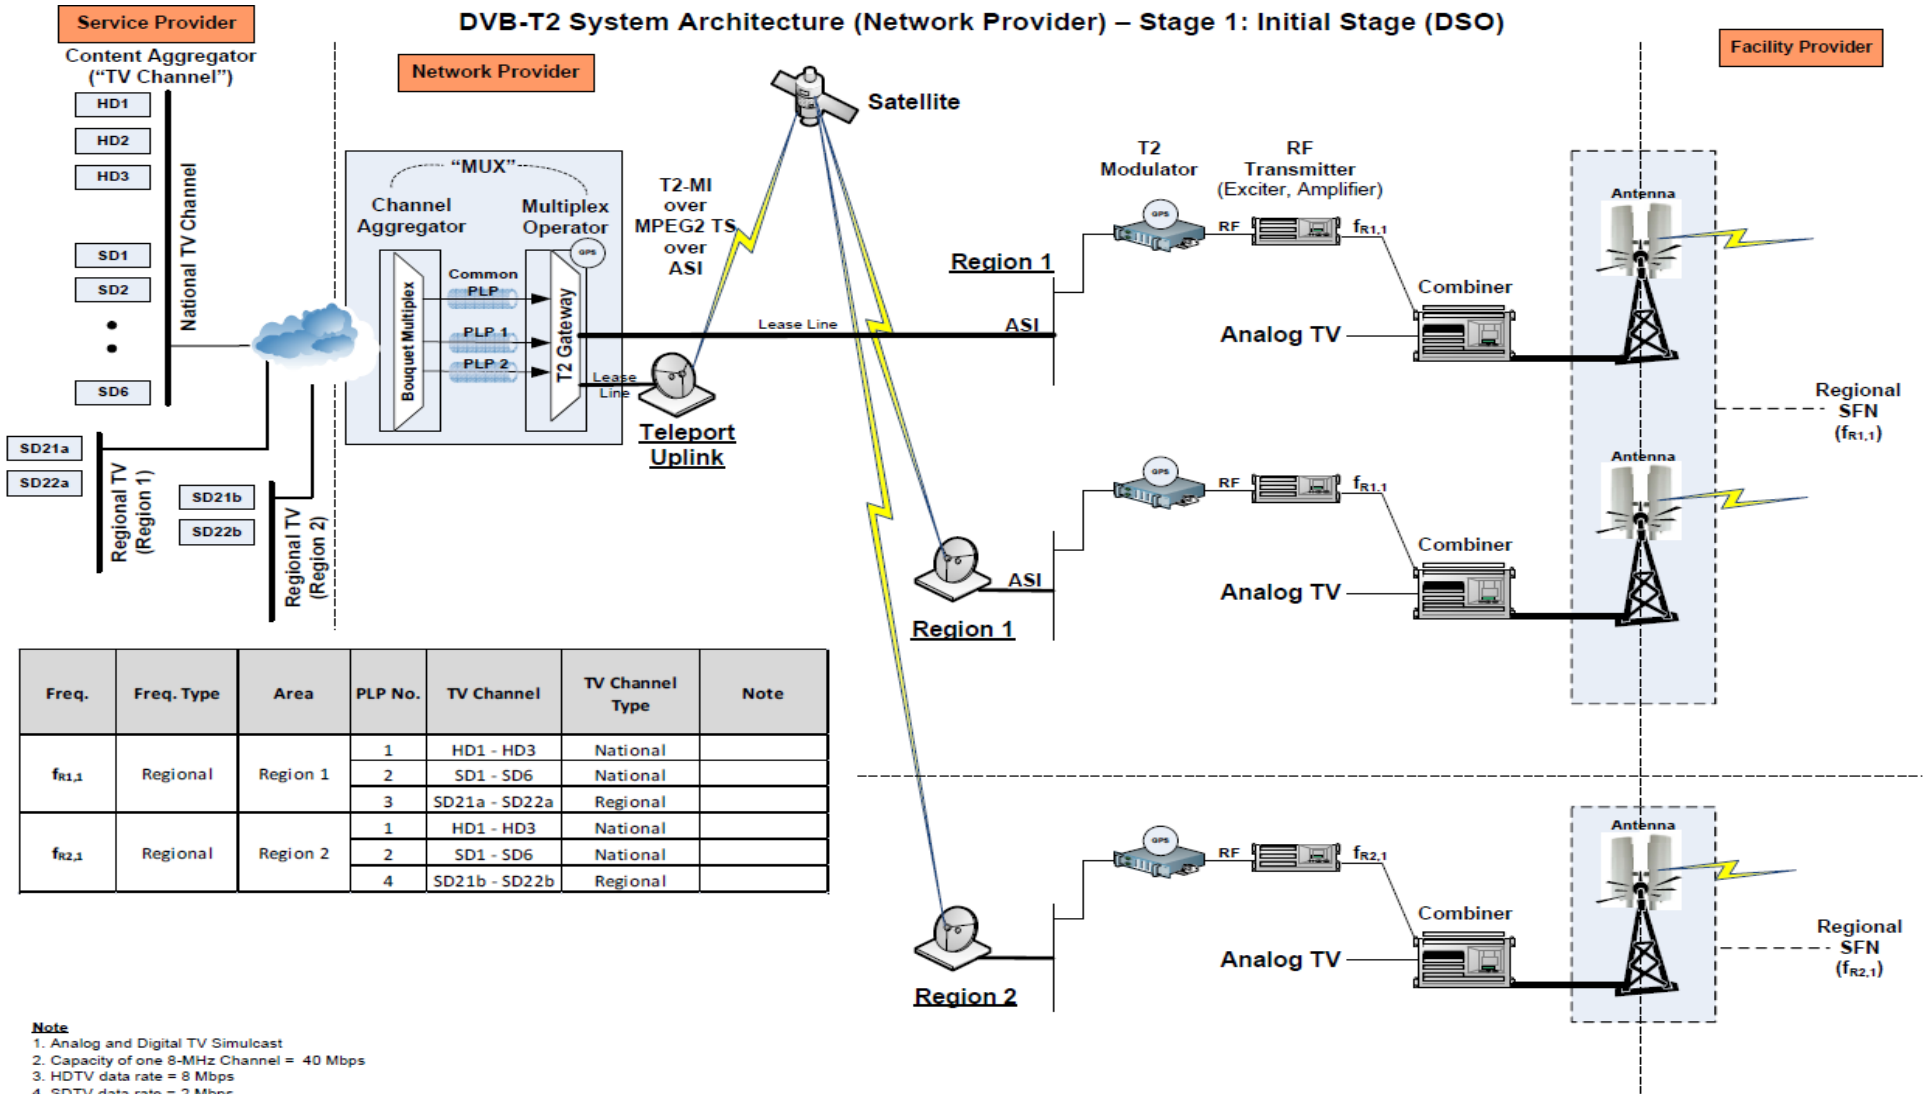 DVB-T2 System Architecture (Network Provider) – Stage 1: Initial Stage (DSO)
Service Provider
Content Aggregator
(“TV Channel”)
HD1
HD2
HD3
SD1
SD2
SD6
National TV Channel
SD21a
SD22a
Regional TV
(Region 1)
SD21b
SD22b
Regional TV
(Region 2)
Network Provider
“MUX”
Channel
Aggregator
Multiplex
Operator
GPS
Bouquet Multiplex
Common
PLP
PLP 1
PLP 2
T2 Gateway
T2-MI
over
MPEG2 TS
over
ASI
Lease
Line
Teleport
Uplink
Satellite
Lease Line
Region 1
ASI
T2
Modulator
GPS
RF
RF
Transmitter
(Exciter, Amplifier)
fR1,1
Combiner
Analog TV
Facility Provider
Antenna
Regional
SFN
(fR1,1)
Region 1
ASI
GPS
RF
fR1,1
Combiner
Analog TV
Antenna
Region 2
GPS
RF
fR2,1
Combiner
Analog TV
Antenna
Regional
SFN
(fR2,1)
Freq. Freq. Type Area PLP No. TV Channel TV Channel Type Note
fR1,1 Regional Region 1 1 HD1 - HD3 National
2 SD1 - SD6 National
3 SD21a - SD22a Regional
fR2,1 Regional Region 2 1 HD1 - HD3 National
2 SD1 - SD6 National
4 SD21b - SD22b Regional
Note
1. Analog and Digital TV Simulcast
2. Capacity of one 8-MHz Channel = 40 Mbps
3. HDTV data rate = 8 Mbps
4. SDTV data rate = 2 Mbps